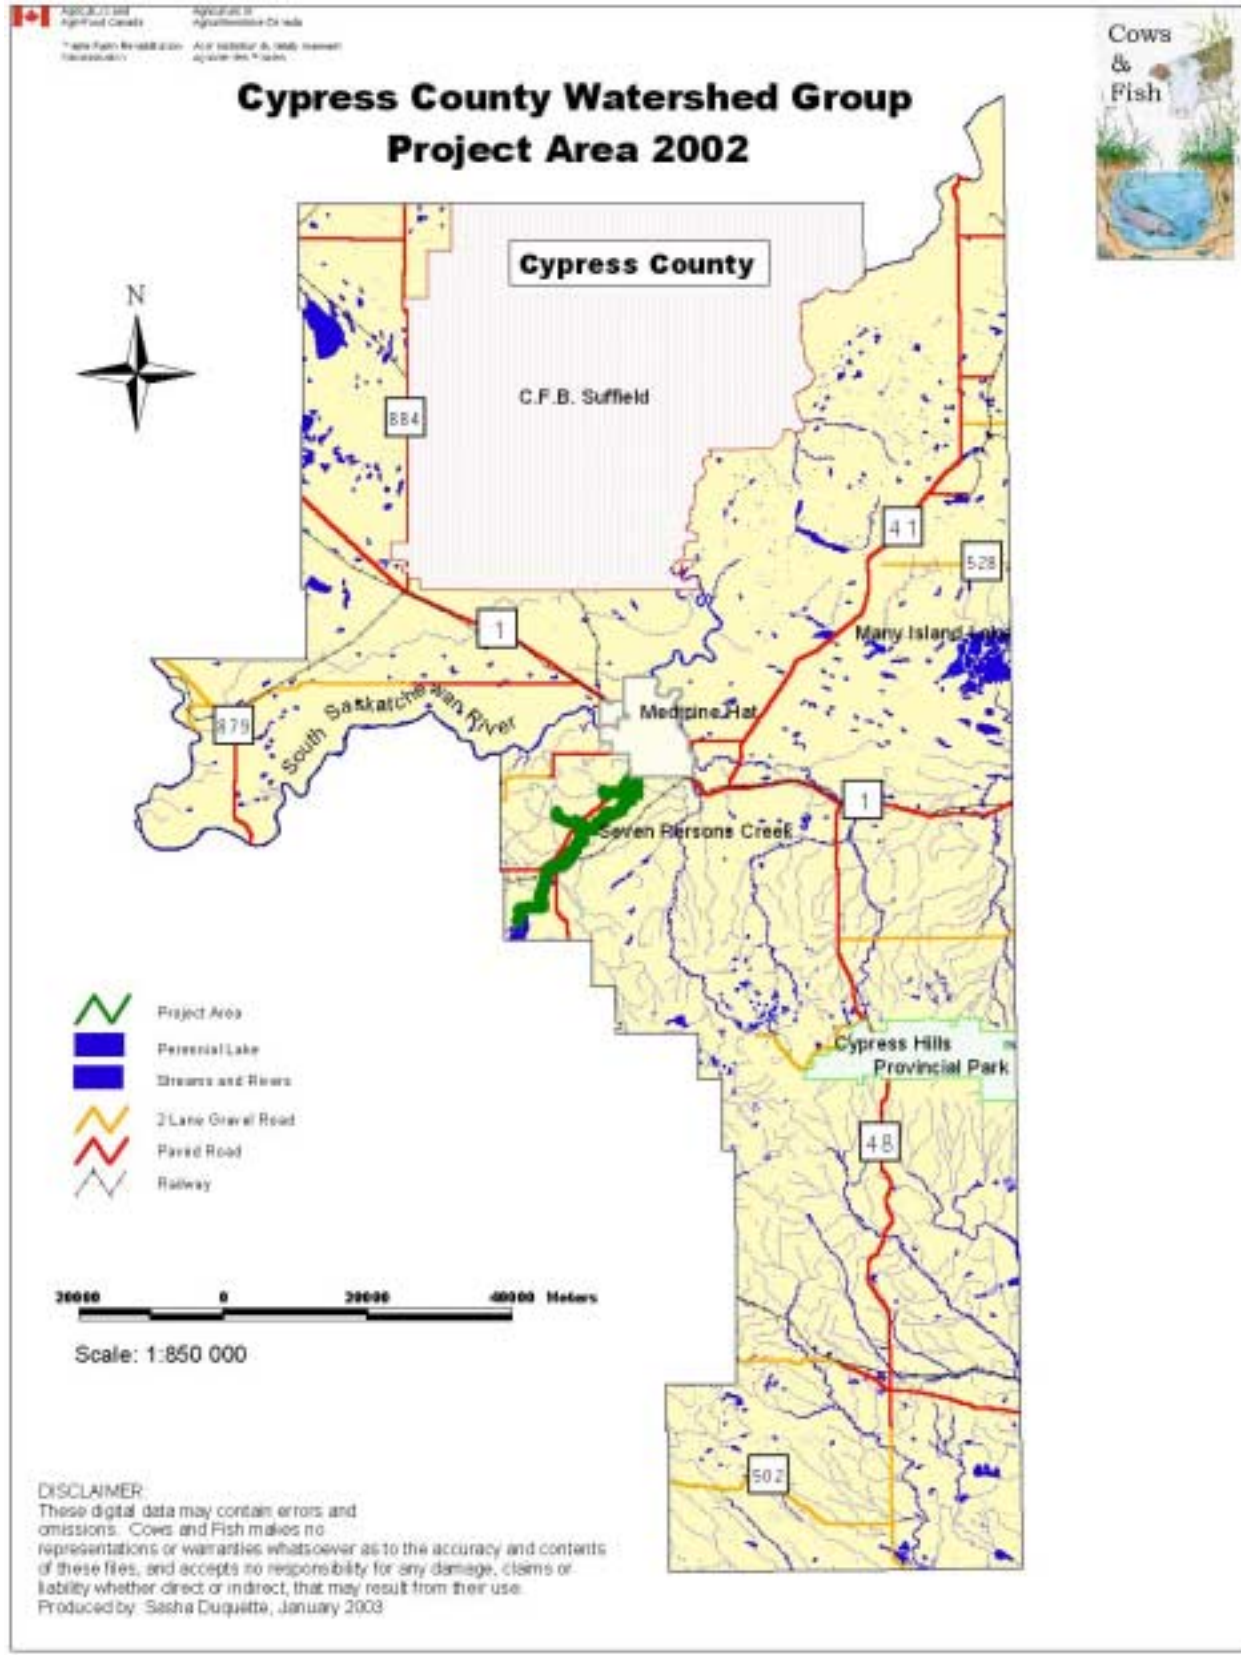 Agri-Food Canada
Cows
&
Fish
Cypress County Watershed Group
Project Area 2002
Cypress County
N
C.F.B. Suffield
884
41
528
1
Many Island Lake
879
South Saskatchewan River
Medicine Hat
1
Seven Persons Creek
Project Area
Perennial Lake
Streams and Rivers
2 Lane Gravel Road
Paved Road
Railway
Cypress Hills
Provincial Park
48
20000 0 20000 40000 Meters
Scale: 1:850 000
502
DISCLAIMER:
These digital data may contain errors and
omissions. Cows and Fish makes no
representations or warranties whatsoever as to the accuracy and contents
of these files, and accepts no responsibility for any damage, claims or
liability whether direct or indirect, that may result from their use.
Produced by: Sasha Duquette, January 2003